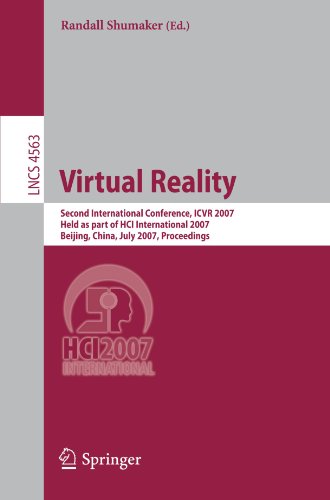 Randall Shumaker (Ed.)
LNCS 4563
Virtual Reality
Second International Conference, ICVR 2007
Held as part of HCI International 2007
Beijing, China, July 2007, Proceedings
HCI2007
INTERNATIONAL
Springer